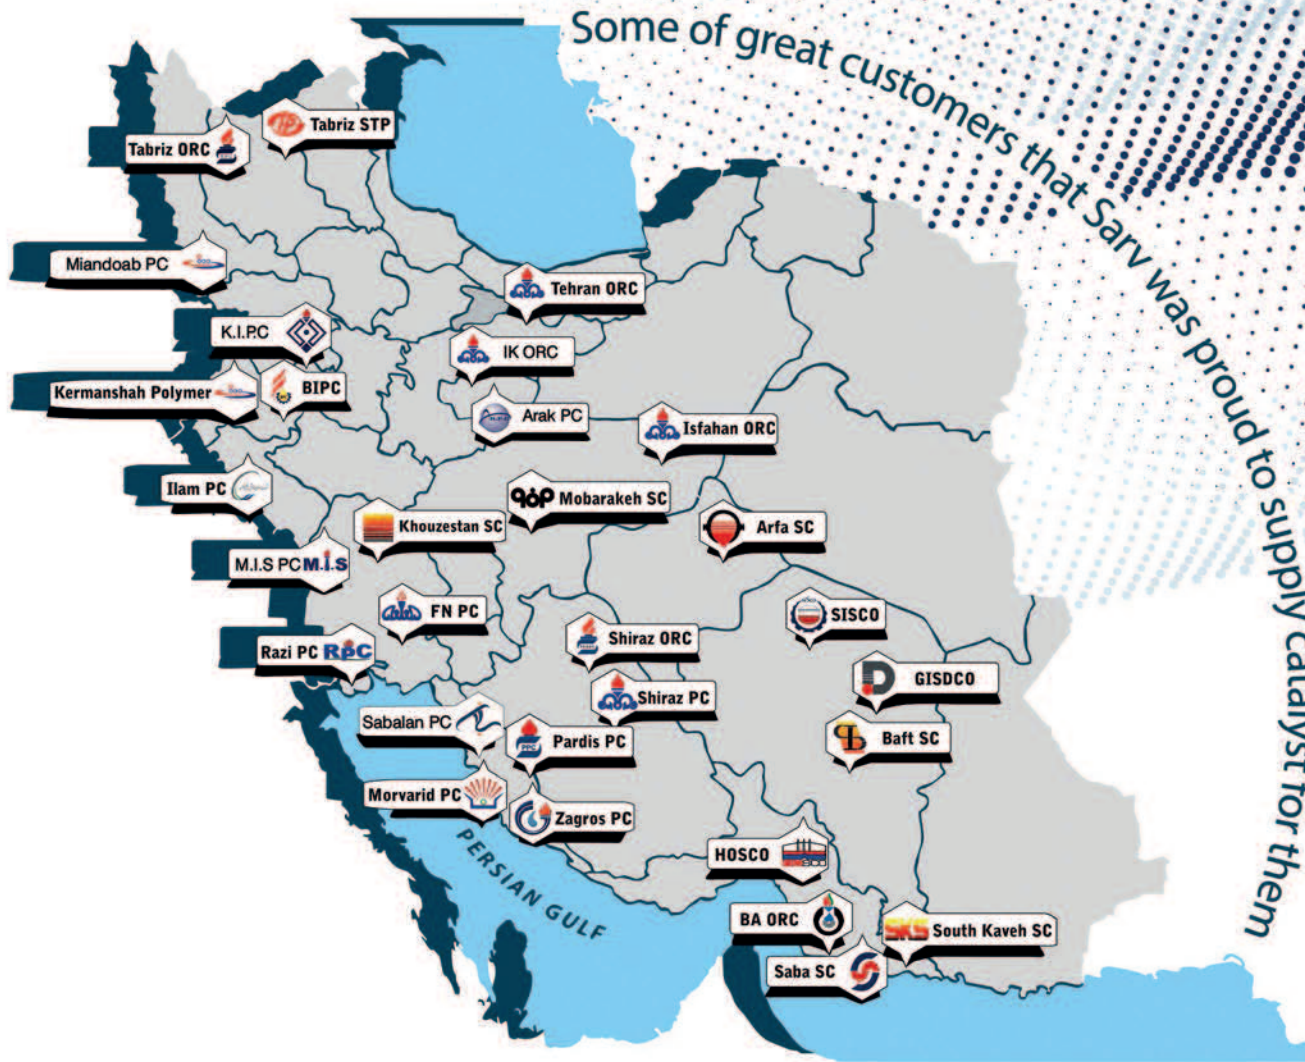 Some of great customers that Sarv was proud to supply catalyst for them
Tabriz STP
Tabriz ORC
Miandoab PC
Tehran ORC
K.I.P.C
IK ORC
Kermanshah Polymer
BIPC
Arak PC
Isfahan ORC
Ilam PC
Mobarakeh SC
Khouzestan SC
Arfa SC
M.I.S PC M.I.S
FN PC
SISCO
Shiraz ORC
Razi PC RPC
GISDCO
Shiraz PC
Sabalan PC
Pardis PC
PPC
Baft SC
Morvarid PC
Zagros PC
PERSIAN GULF
HOSCO
BA ORC
SKS South Kaveh SC
Saba SC